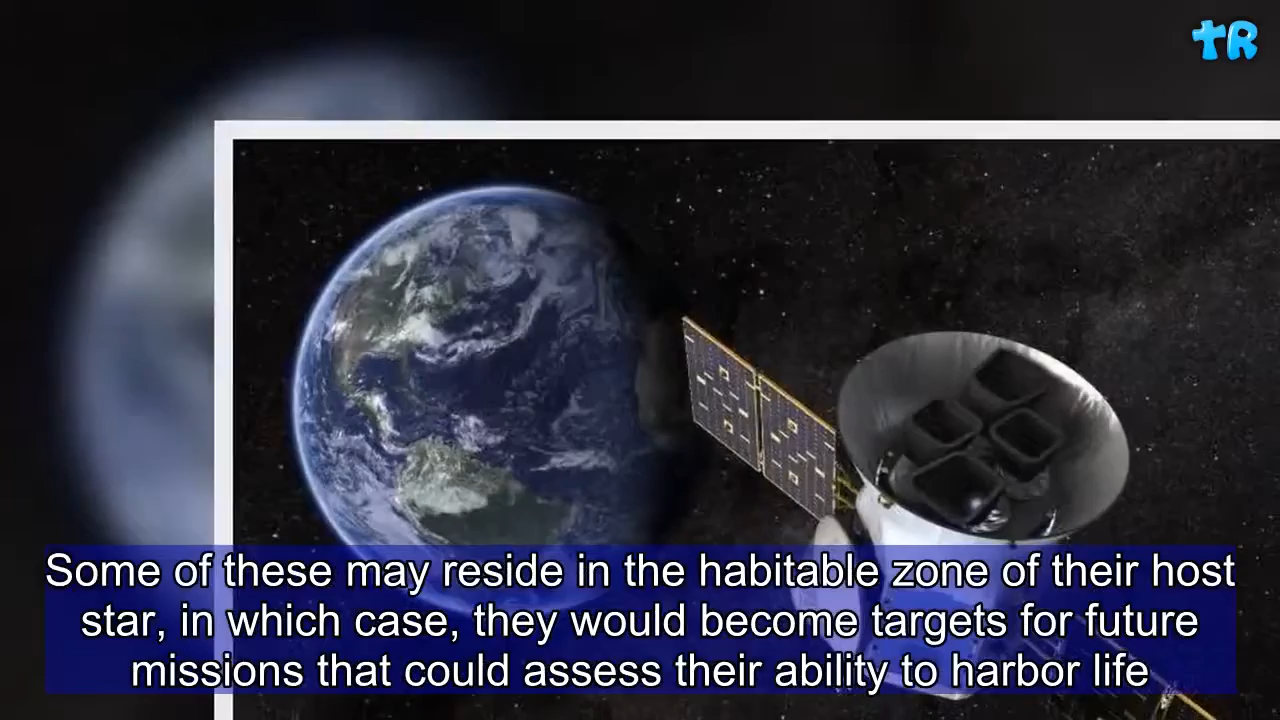 TR
Some of these may reside in the habitable zone of their host
star, in which case, they would become targets for future
missions that could assess their ability to harbor life